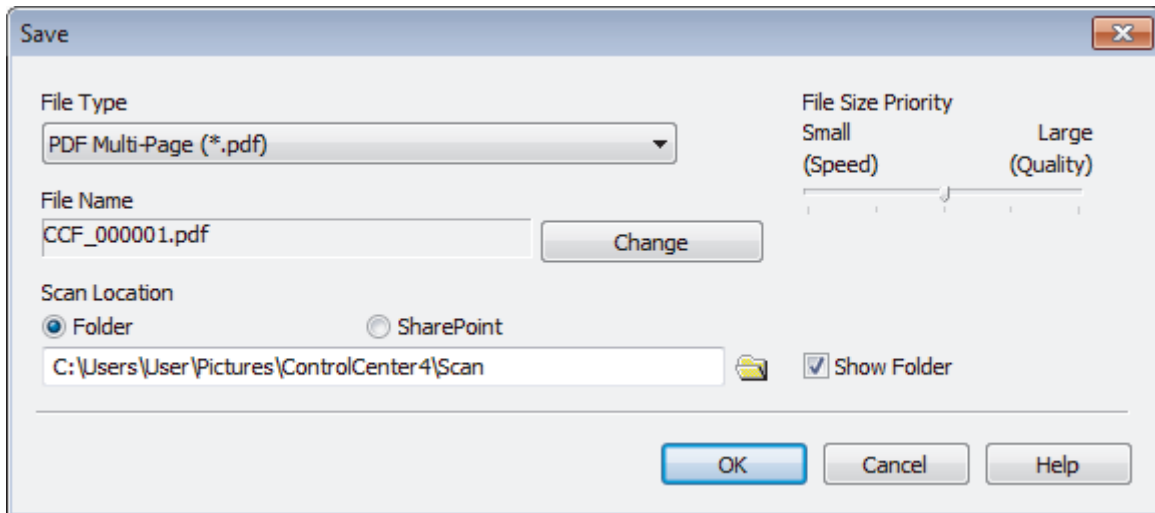 Save
File Type
PDF Multi-Page (*.pdf)
File Size Priority
Small Large
(Speed) (Quality)
File Name
CCF_000001.pdf
Change
Scan Location
Folder SharePoint
C:\Users\User\Pictures\ControlCenter4\Scan
Show Folder
OK Cancel Help